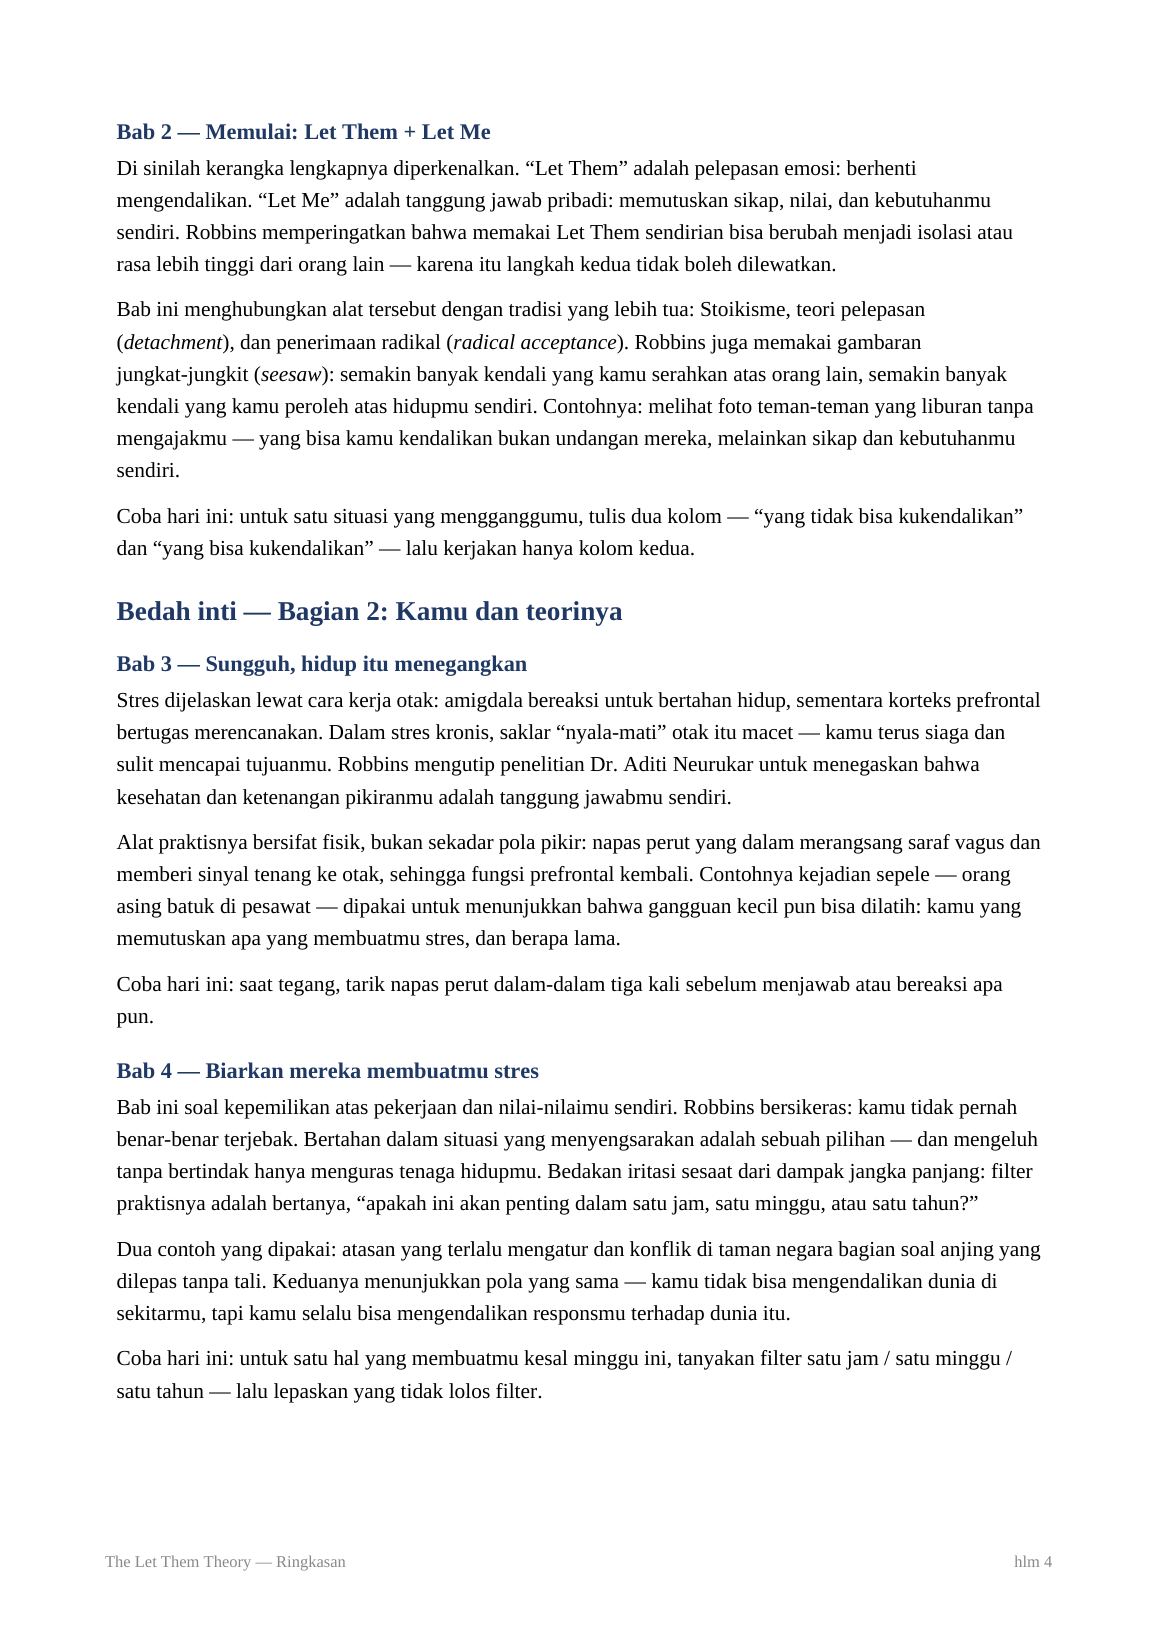 Bab 2 — Memulai: Let Them + Let Me
Di sinilah kerangka lengkapnya diperkenalkan. “Let Them” adalah pelepasan emosi: berhenti
mengendalikan. “Let Me” adalah tanggung jawab pribadi: memutuskan sikap, nilai, dan kebutuhanmu
sendiri. Robbins memperingatkan bahwa memakai Let Them sendirian bisa berubah menjadi isolasi atau
rasa lebih tinggi dari orang lain — karena itu langkah kedua tidak boleh dilewatkan.
Bab ini menghubungkan alat tersebut dengan tradisi yang lebih tua: Stoikisme, teori pelepasan
(detachment), dan penerimaan radikal (radical acceptance). Robbins juga memakai gambaran
jungkat-jungkit (seesaw): semakin banyak kendali yang kamu serahkan atas orang lain, semakin banyak
kendali yang kamu peroleh atas hidupmu sendiri. Contohnya: melihat foto teman-teman yang liburan tanpa
mengajakmu — yang bisa kamu kendalikan bukan undangan mereka, melainkan sikap dan kebutuhanmu
sendiri.
Coba hari ini: untuk satu situasi yang mengganggumu, tulis dua kolom — “yang tidak bisa kukendalikan”
dan “yang bisa kukendalikan” — lalu kerjakan hanya kolom kedua.
Bedah inti — Bagian 2: Kamu dan teorinya
Bab 3 — Sungguh, hidup itu menegangkan
Stres dijelaskan lewat cara kerja otak: amigdala bereaksi untuk bertahan hidup, sementara korteks prefrontal
bertugas merencanakan. Dalam stres kronis, saklar “nyala-mati” otak itu macet — kamu terus siaga dan
sulit mencapai tujuanmu. Robbins mengutip penelitian Dr. Aditi Neurukar untuk menegaskan bahwa
kesehatan dan ketenangan pikiranmu adalah tanggung jawabmu sendiri.
Alat praktisnya bersifat fisik, bukan sekadar pola pikir: napas perut yang dalam merangsang saraf vagus dan
memberi sinyal tenang ke otak, sehingga fungsi prefrontal kembali. Contohnya kejadian sepele — orang
asing batuk di pesawat — dipakai untuk menunjukkan bahwa gangguan kecil pun bisa dilatih: kamu yang
memutuskan apa yang membuatmu stres, dan berapa lama.
Coba hari ini: saat tegang, tarik napas perut dalam-dalam tiga kali sebelum menjawab atau bereaksi apa
pun.
Bab 4 — Biarkan mereka membuatmu stres
Bab ini soal kepemilikan atas pekerjaan dan nilai-nilaimu sendiri. Robbins bersikeras: kamu tidak pernah
benar-benar terjebak. Bertahan dalam situasi yang menyengsarakan adalah sebuah pilihan — dan mengeluh
tanpa bertindak hanya menguras tenaga hidupmu. Bedakan iritasi sesaat dari dampak jangka panjang: filter
praktisnya adalah bertanya, “apakah ini akan penting dalam satu jam, satu minggu, atau satu tahun?”
Dua contoh yang dipakai: atasan yang terlalu mengatur dan konflik di taman negara bagian soal anjing yang
dilepas tanpa tali. Keduanya menunjukkan pola yang sama — kamu tidak bisa mengendalikan dunia di
sekitarmu, tapi kamu selalu bisa mengendalikan responsmu terhadap dunia itu.
Coba hari ini: untuk satu hal yang membuatmu kesal minggu ini, tanyakan filter satu jam / satu minggu /
satu tahun — lalu lepaskan yang tidak lolos filter.
The Let Them Theory — Ringkasan
hlm 4